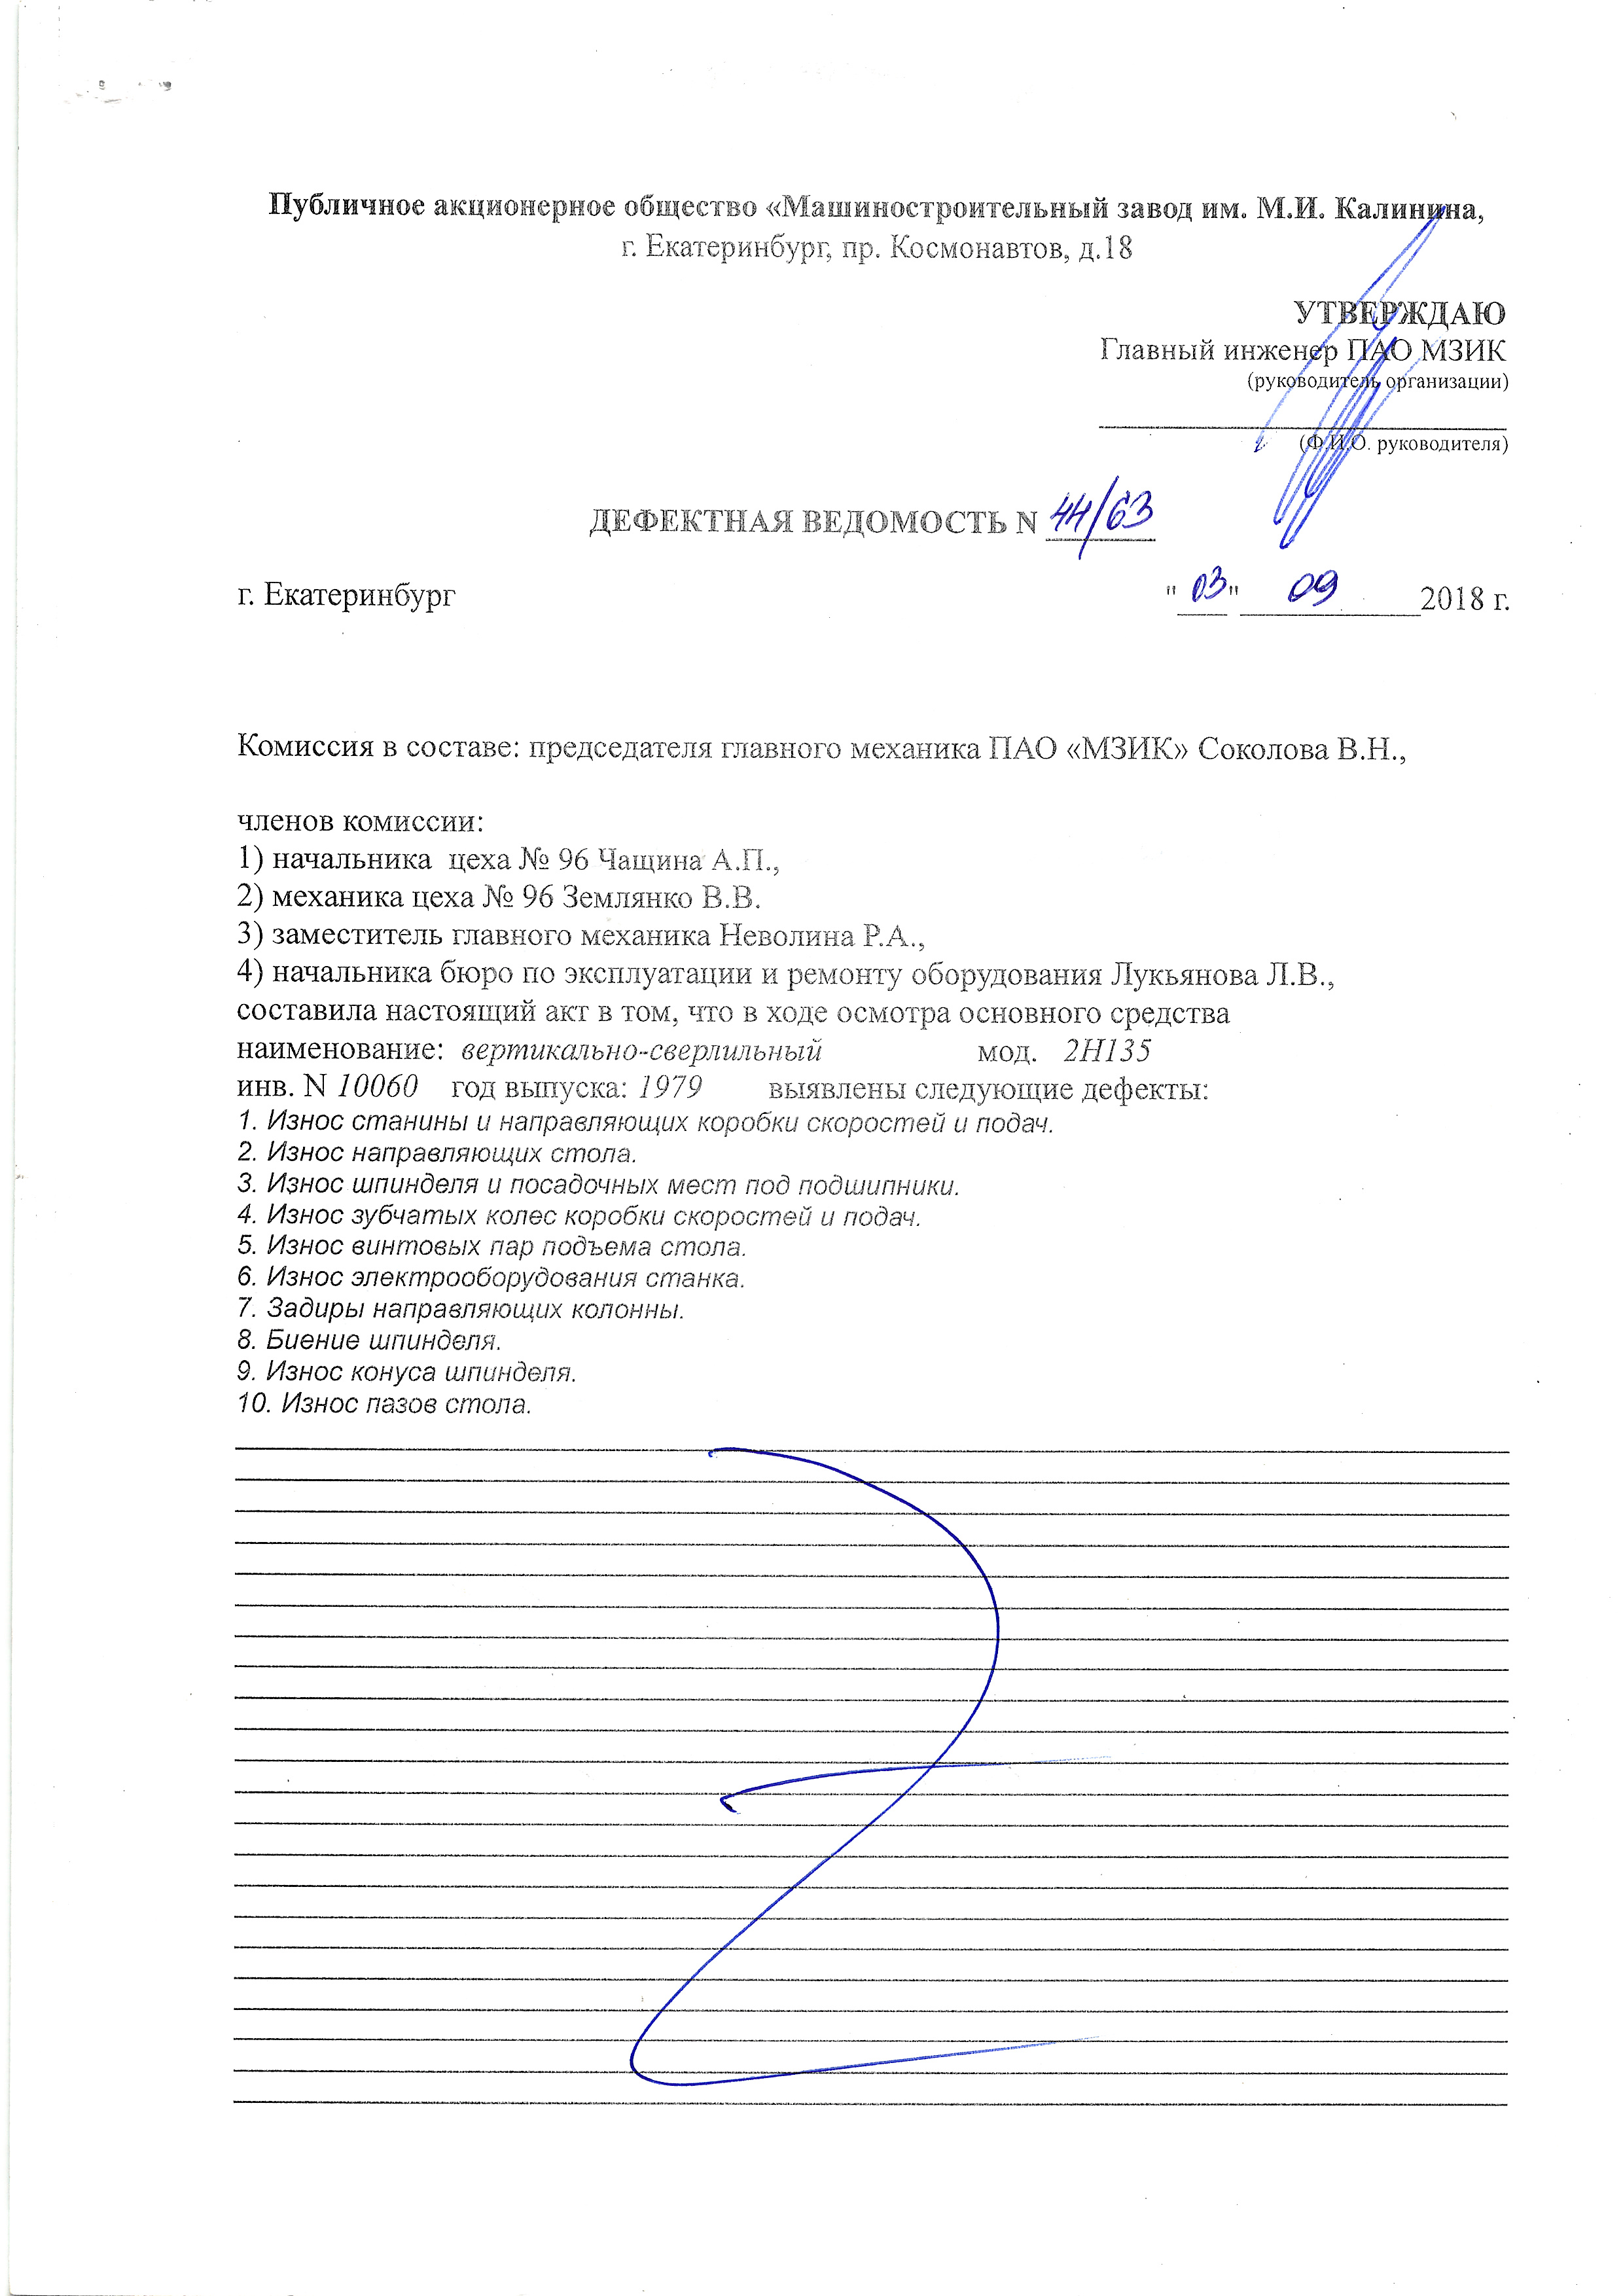 Публичное акционерное общество «Машиностроительный завод им. М.И. Калинина,
г. Екатеринбург, пр. Космонавтов, д.18
УТВЕРЖДАЮ
Главный инженер ПАО МЗИК
(руководитель организации)
(Ф.И.О. руководителя)
ДЕФЕКТНАЯ ВЕДОМОСТЬ N 44/63
г. Екатеринбург "03" 09 2018 г.
Комиссия в составе: председателя главного механика ПАО «МЗИК» Соколова В.Н.,
членов комиссии:
1) начальника цеха № 96 Чащина А.П.,
2) механика цеха № 96 Землянко В.В.
3) заместитель главного механика Неволина Р.А.,
4) начальника бюро по эксплуатации и ремонту оборудования Лукьянова Л.В.,
составила настоящий акт в том, что в ходе осмотра основного средства
наименование: вертикально-сверлильный мод. 2Н135
инв. N 10060 год выпуска: 1979 выявлены следующие дефекты:
1. Износ станины и направляющих коробки скоростей и подач.
2. Износ направляющих стола.
3. Износ шпинделя и посадочных мест под подшипники.
4. Износ зубчатых колес коробки скоростей и подач.
5. Износ винтовых пар подъема стола.
6. Износ электрооборудования станка.
7. Задиры направляющих колонны.
8. Биение шпинделя.
9. Износ конуса шпинделя.
10. Износ пазов стола.